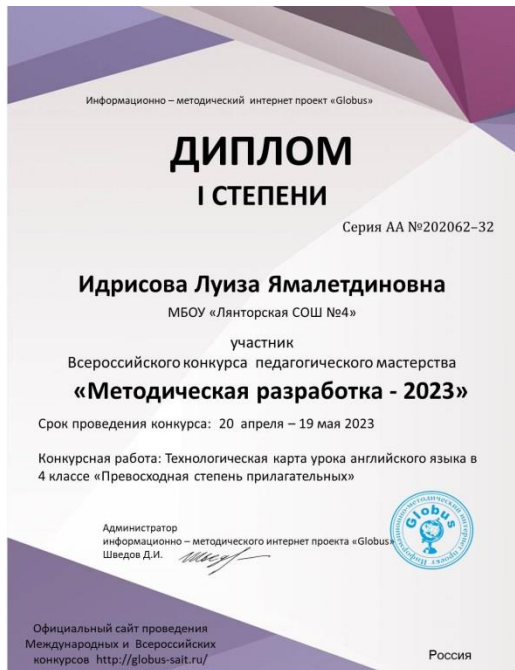 Информационно – методический интернет проект «Globus»
ДИПЛОМ
I СТЕПЕНИ
Серия АА №202062–32
Идрисова Луиза Ямалетдиновна
МБОУ «Лянторская СОШ №4»
участник
Всероссийского конкурса педагогического мастерства
«Методическая разработка - 2023»
Срок проведения конкурса: 20 апреля – 19 мая 2023
Конкурсная работа: Технологическая карта урока английского языка в
4 классе «Превосходная степень прилагательных»
Администратор
информационно – методического интернет проекта «Globus»
Шведов Д.И.
Globus
Официальный сайт проведения
Международных и Всероссийских
конкурсов http://globus-sait.ru/
Россия